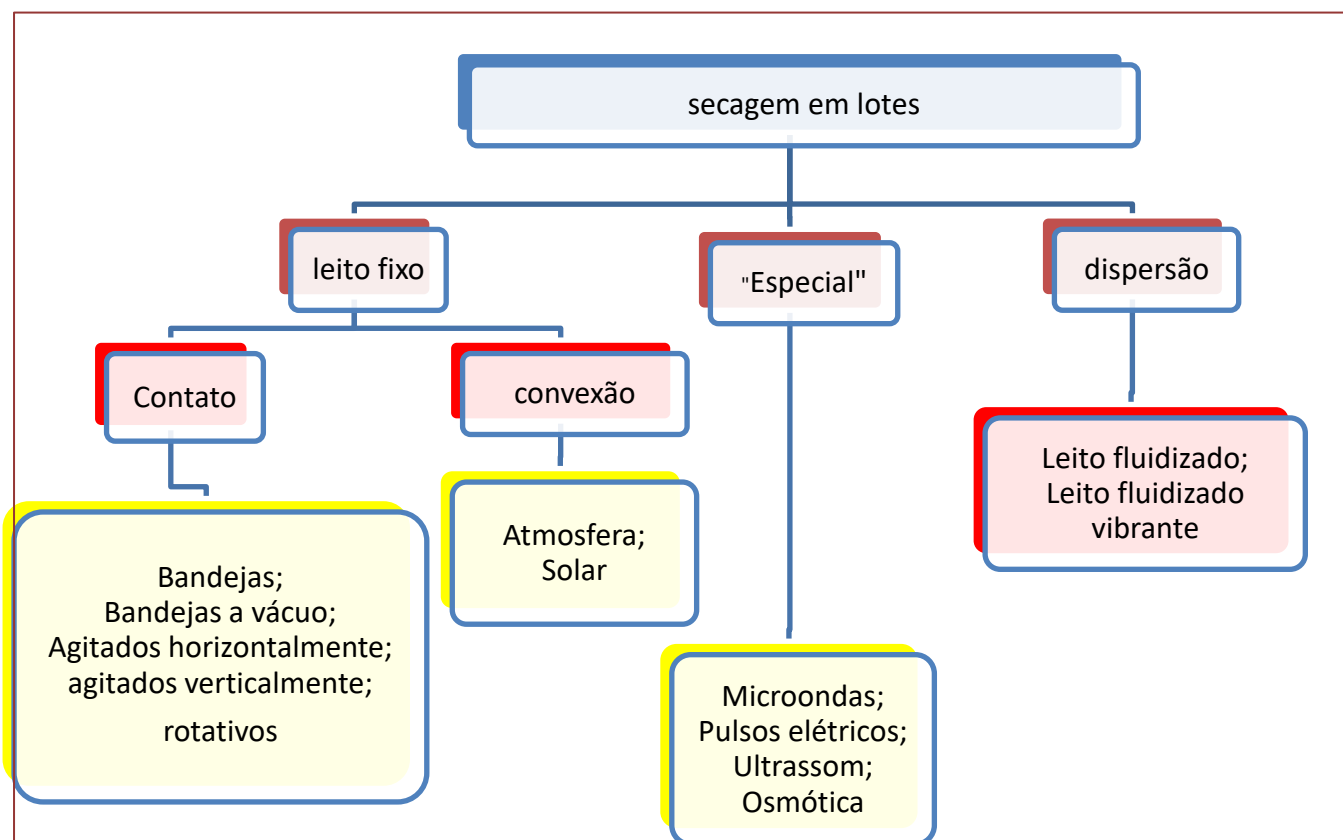 secagem em lotes
leito fixo
"Especial"
dispersão
Contato
convexão
Leito fluidizado;
Leito fluidizado
vibrante
Atmosfera;
Solar
Bandejas;
Bandejas a vácuo;
Agitados horizontalmente;
agitados verticalmente;
rotativos
Microondas;
Pulsos elétricos;
Ultrassom;
Osmótica